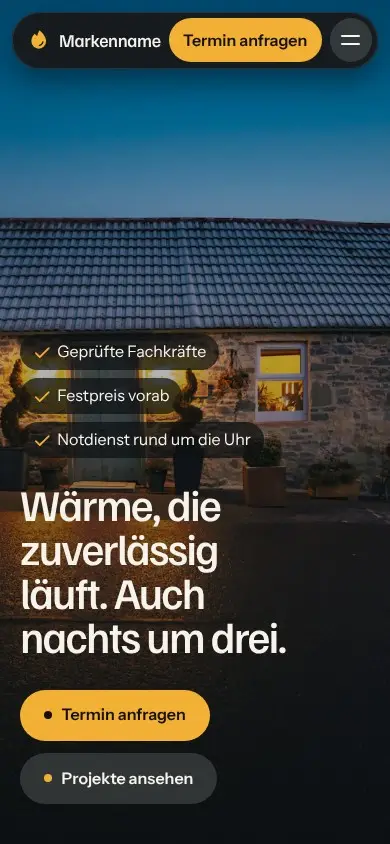 Markenname
Termin anfragen
Geprüfte Fachkräfte
Festpreis vorab
Notdienst rund um die Uhr
Wärme, die
zuverlässig
läuft. Auch
nachts um drei.
Termin anfragen
Projekte ansehen